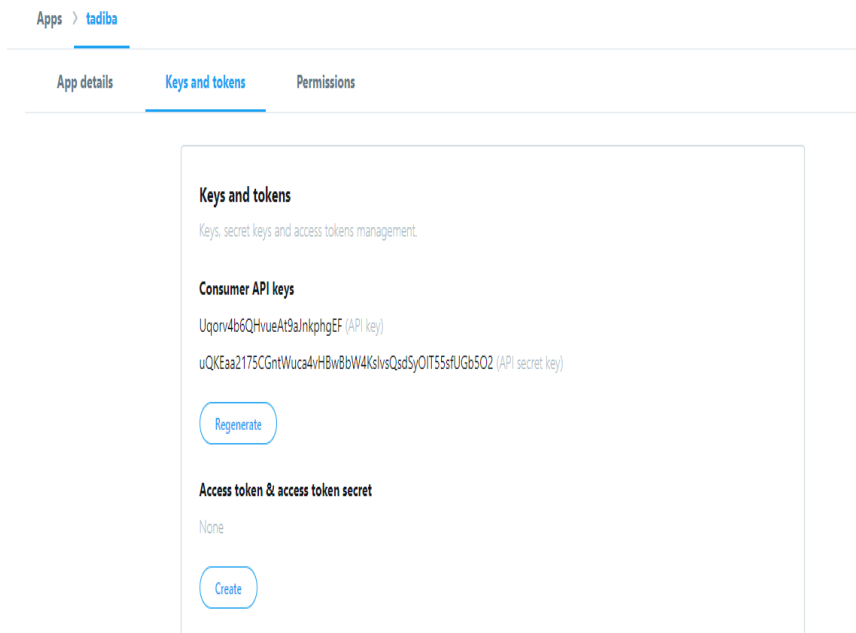 Apps > tadiba
App details Keys and tokens Permissions
Keys and tokens
Keys, secret keys and access tokens management.
Consumer API keys
Uqorv4b6QHvueAt9aJnkphgEF (API key)
(API secret key)
Regenerate
Access token & access token secret
None
Create